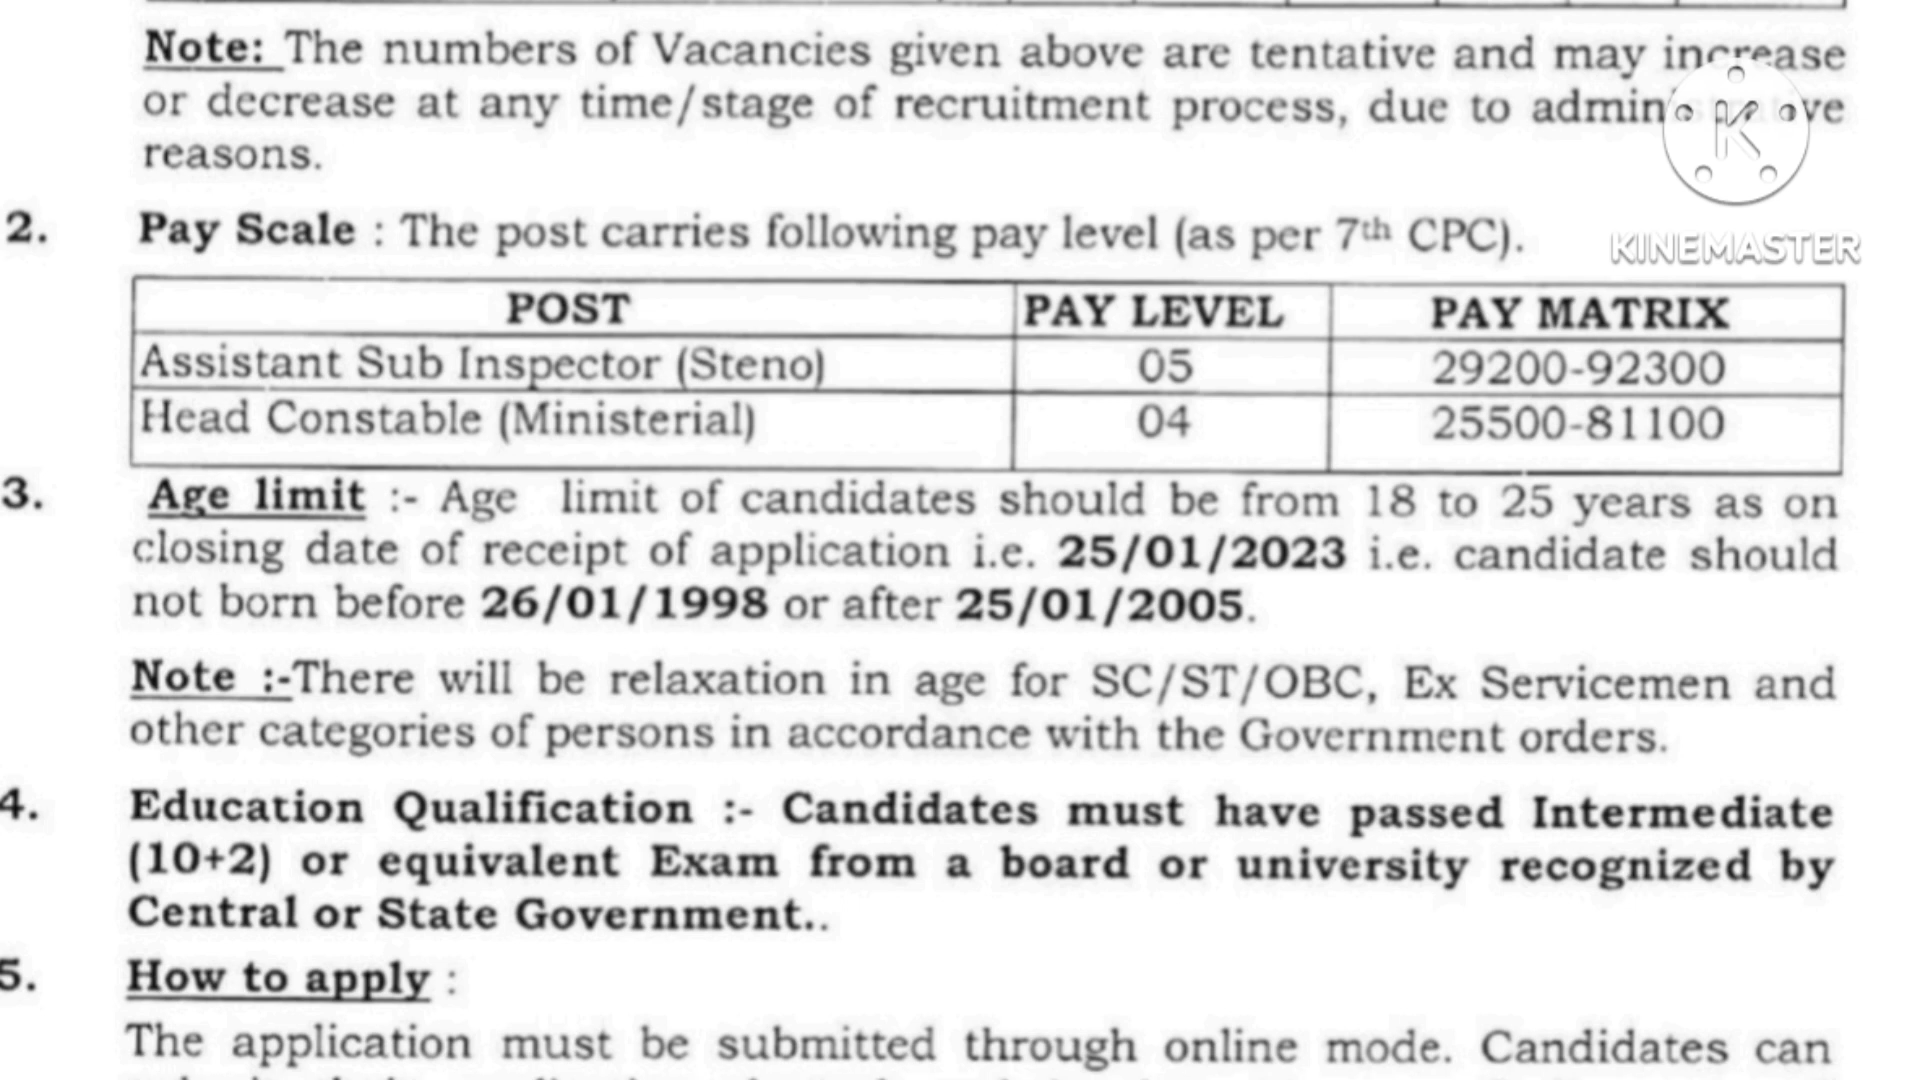 Note: The numbers of Vacancies given above are tentative and may increase
or decrease at any time/stage of recruitment process, due to
reasons.
KINEMASTER
2. Pay Scale : The post carries following pay level (as per 7th CPC).
POST PAY LEVEL PAY MATRIX
Assistant Sub Inspector (Steno) 05 29200-92300
Head Constable (Ministerial) 04 25500-81100
3. Age limit :- Age limit of candidates should be from 18 to 25 years as on
closing date of receipt of application i.e. 25/01/2023 i.e. candidate should
not born before 26/01/1998 or after 25/01/2005.
Note :-There will be relaxation in age for SC/ST/OBC, Ex Servicemen and
other categories of persons in accordance with the Government orders.
4. Education Qualification :- Candidates must have passed Intermediate
(10+2) or equivalent Exam from a board or university recognized by
Central or State Government..
5. How to apply :
The application must be submitted through online mode. Candidates can